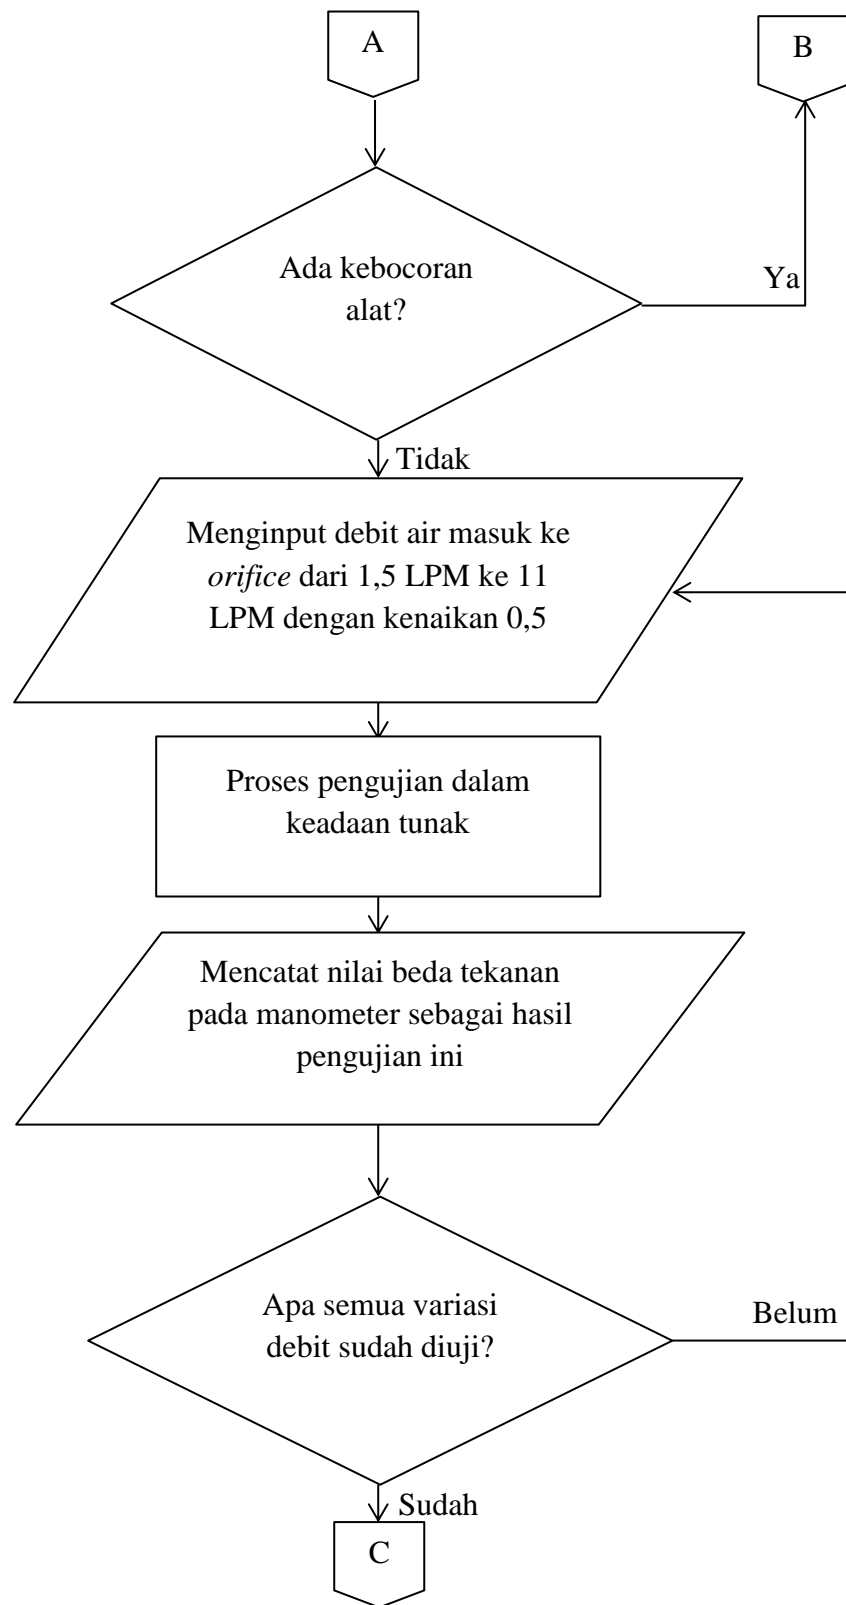 A
B
Ada kebocoran
alat?
Ya
Tidak
Menginput debit air masuk ke
orifice dari 1,5 LPM ke 11
LPM dengan kenaikan 0,5
Proses pengujian dalam
keadaan tunak
Mencatat nilai beda tekanan
pada manometer sebagai hasil
pengujian ini
Apa semua variasi
debit sudah diuji?
Belum
Sudah
C